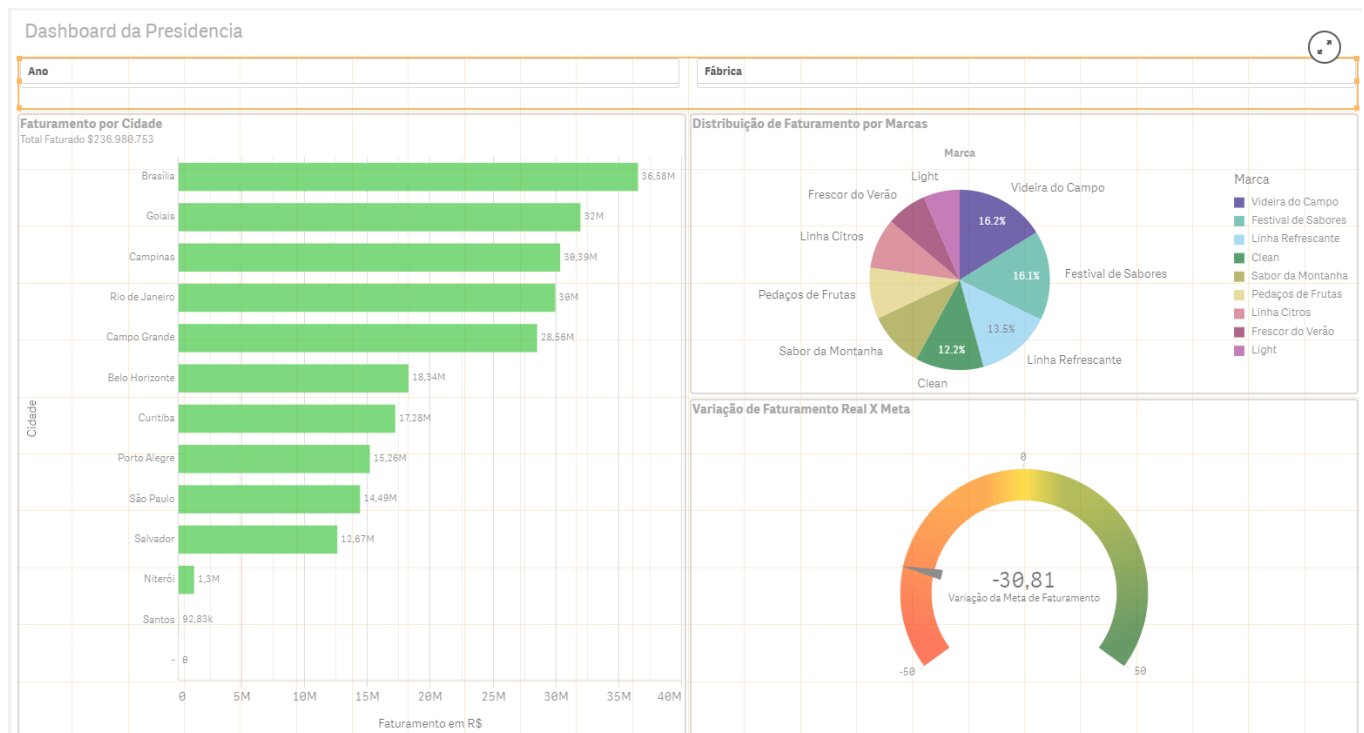 Dashboard da Presidencia
Ano
Fábrica
Faturamento por Cidade
Total Faturado $236.980.753
Brasília 36,58M
Goiais 32M
Campinas 30,39M
Rio de Janeiro 30M
Campo Grande 28,56M
Belo Horizonte 18,34M
Curitiba 17,28M
Porto Alegre 15,26M
São Paulo 14,49M
Salvador 12,67M
Niterói 1,3M
Santos 92,83k
- 0
Cidade
0 5M 10M 15M 20M 25M 30M 35M 40M
Faturamento em R$
Distribuição de Faturamento por Marcas
Marca
Light
Videira do Campo
Frescor do Verão
16.2%
Linha Citros
16.1%
Festival de Sabores
Pedaços de Frutas
13.5%
Sabor da Montanha
12.2%
Linha Refrescante
Clean
Marca
Videira do Campo
Festival de Sabores
Linha Refrescante
Clean
Sabor da Montanha
Pedaços de Frutas
Linha Citros
Frescor do Verão
Light
Variação de Faturamento Real X Meta
0
-30,81
Variação da Meta de Faturamento
-50
50